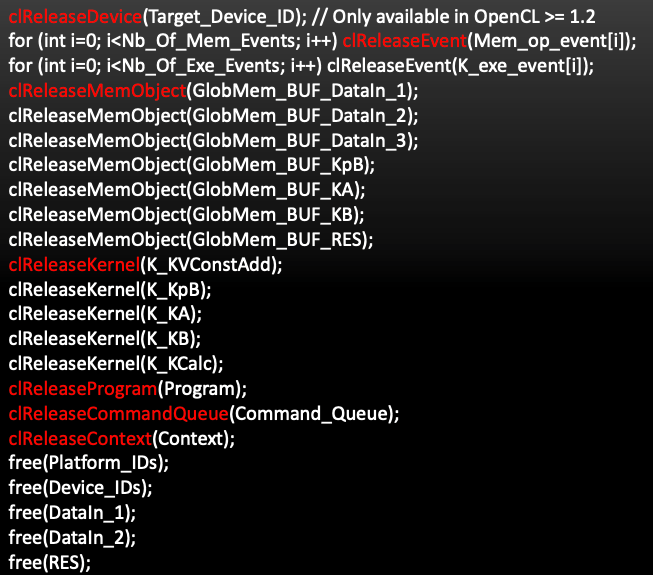 clReleaseDevice(Target_Device_ID); // Only available in OpenCL >= 1.2
for (int i=0; i<Nb_Of_Mem_Events; i++) clReleaseEvent(Mem_op_event[i]);
for (int i=0; i<Nb_Of_Exe_Events; i++) clReleaseEvent(K_exe_event[i]);
clReleaseMemObject(GlobMem_BUF_DataIn_1);
clReleaseMemObject(GlobMem_BUF_DataIn_2);
clReleaseMemObject(GlobMem_BUF_DataIn_3);
clReleaseMemObject(GlobMem_BUF_KpB);
clReleaseMemObject(GlobMem_BUF_KA);
clReleaseMemObject(GlobMem_BUF_KB);
clReleaseMemObject(GlobMem_BUF_RES);
clReleaseKernel(K_KVConstAdd);
clReleaseKernel(K_KpB);
clReleaseKernel(K_KA);
clReleaseKernel(K_KB);
clReleaseKernel(K_KCalc);
clReleaseProgram(Program);
clReleaseCommandQueue(Command_Queue);
clReleaseContext(Context);
free(Platform_IDs);
free(Device_IDs);
free(DataIn_1);
free(DataIn_2);
free(RES);